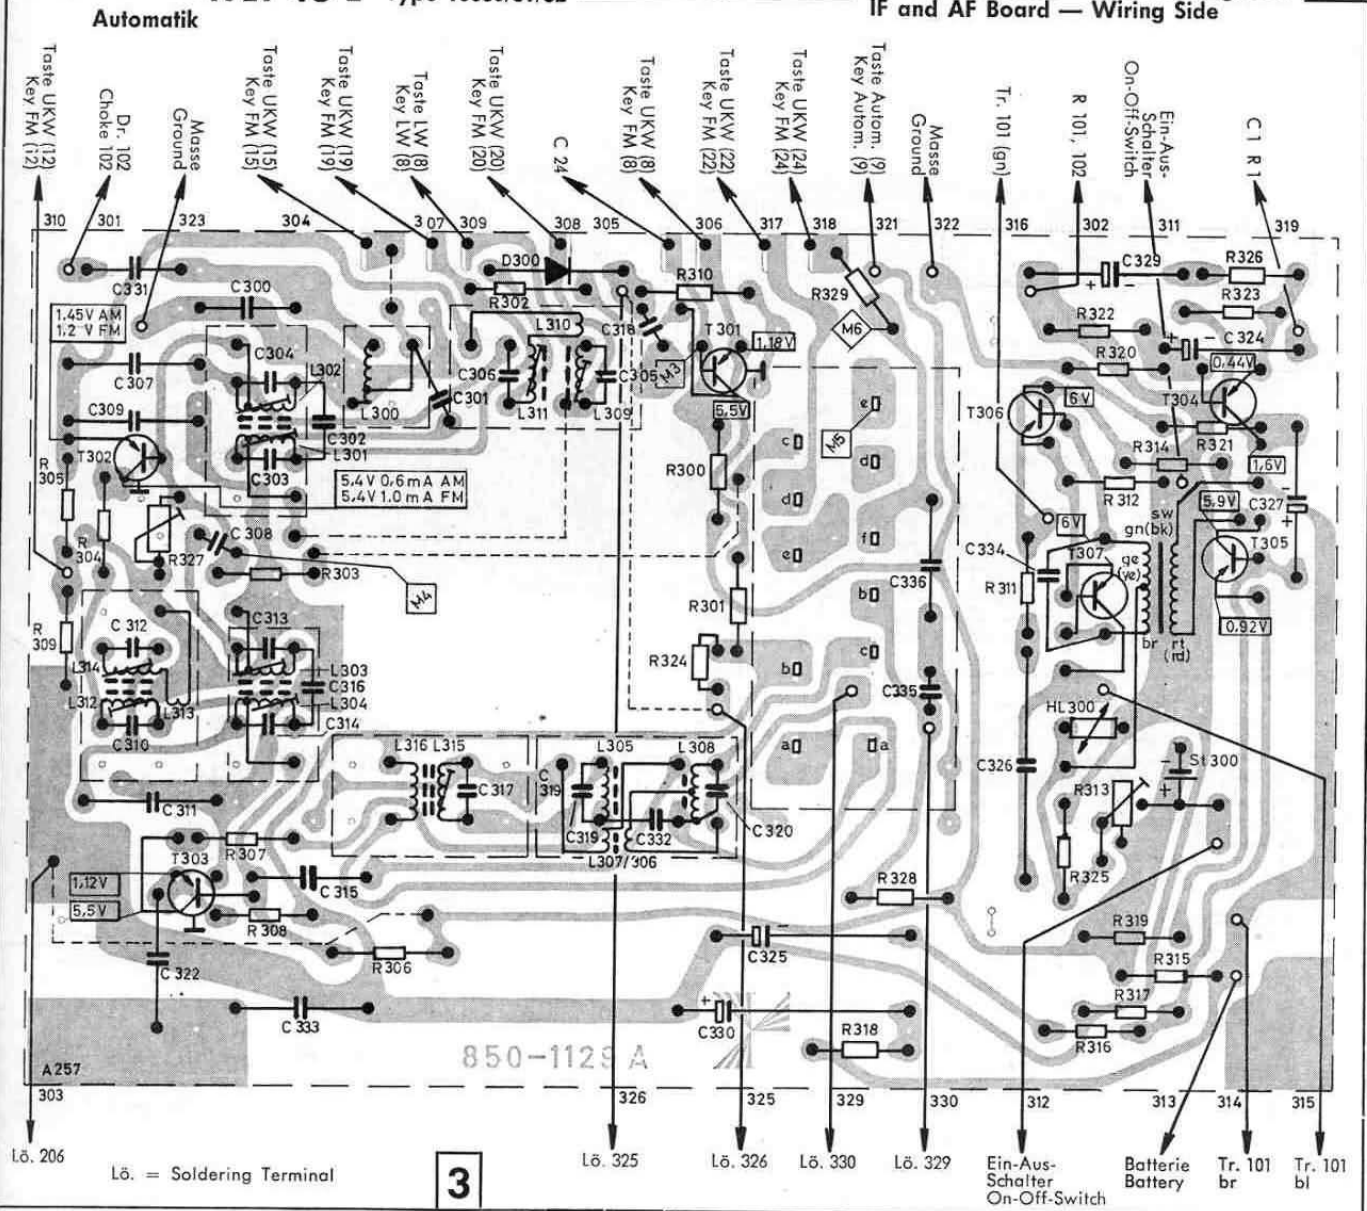 Automatik
IF and AF Board — Wiring Side
Taste UKW (12)
Key FM (12)
Dr. 102
Choke 102
Masse
Ground
Taste UKW (15)
Key FM (15)
Taste UKW (19)
Key FM (19)
Taste LW (8)
Key LW (8)
Taste UKW (20)
Key FM (20)
C 24
Taste UKW (8)
Key FM (8)
Taste UKW (22)
Key FM (22)
Taste UKW (24)
Key FM (24)
Taste Autom. (9)
Key Autom. (9)
Masse
Ground
Tr. 101 (gn)
R 101, 102
Ein-Aus-
Schalter
On-Off-Switch
C 1 R 1
310 301 323 304 307 309 308 305 306 317 318 321 322 316 302 311 319
C331
C300
D300
R302
R310
R329
C329
R326
R323
1.45V AM
1.2 V FM
L310
C318
M6
R322
C304
L302
T301
1,18V
R320
C324
C307
C306
C305
M3
0,44V
C309
L300
C301
L311
L309
5,5V
e
M5
T306
6V
T304
C302
L301
c
R314
R321
T302
C303
R300
d
1,6V
R
305
5.4V 0,6mA AM
5.4V 1.0mA FM
d
R 312
5,9V
C327
sw
gn(bk)
R
304
R327
C308
f
6V
T307
T305
R303
e
C334
ge
(ye)
M4
C336
R311
b
R301
0,92V
R
309
C 312
C313
c
br
rt
(rd)
L314
L303
R324
b
C316
L312
L313
L304
C335
HL300
C310
C314
a
a
L316 L315
L305
L308
C326
St300
C
319
C317
R313
C311
C319
C332
C320
R307
L307/306
R325
T303
1,12V
C 315
R328
5,5V
R308
R319
C325
R315
C322
R306
R317
C333
C330
R318
R316
850-1129 A
A257
303 326 325 329 330 312 313 314 315
Lö. 206
Lö. 325
Lö. 326
Lö. 330
Lö. 329
Ein-Aus-
Schalter
On-Off-Switch
Batterie
Battery
Tr. 101
br
Tr. 101
bl
Lö. = Soldering Terminal
3